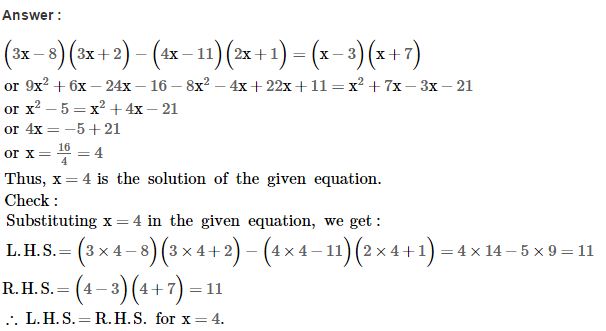 Answer :
(3x − 8)(3x + 2) − (4x − 11)(2x + 1) = (x − 3)(x + 7)
or 9x² + 6x − 24x − 16 − 8x² − 4x + 22x + 11 = x² + 7x − 3x − 21
or x² − 5 = x² + 4x − 21
or 4x = −5 + 21
or x = 16/4 = 4
Thus, x = 4 is the solution of the given equation.
Check :
Substituting x = 4 in the given equation, we get :
L.H.S. = (3 × 4 − 8)(3 × 4 + 2) − (4 × 4 − 11)(2 × 4 + 1) = 4 × 14 − 5 × 9 = 11
R.H.S. = (4 − 3)(4 + 7) = 11
∴ L.H.S. = R.H.S. for x = 4.